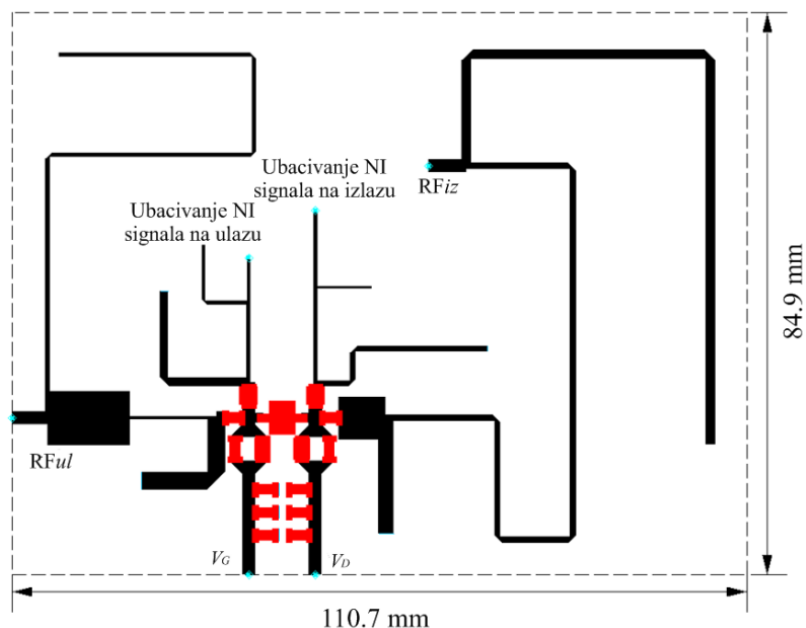 Ubacivanje NI
signala na izlazu
RFiz
Ubacivanje NI
signala na ulazu
84.9 mm
RFul
VG
VD
110.7 mm